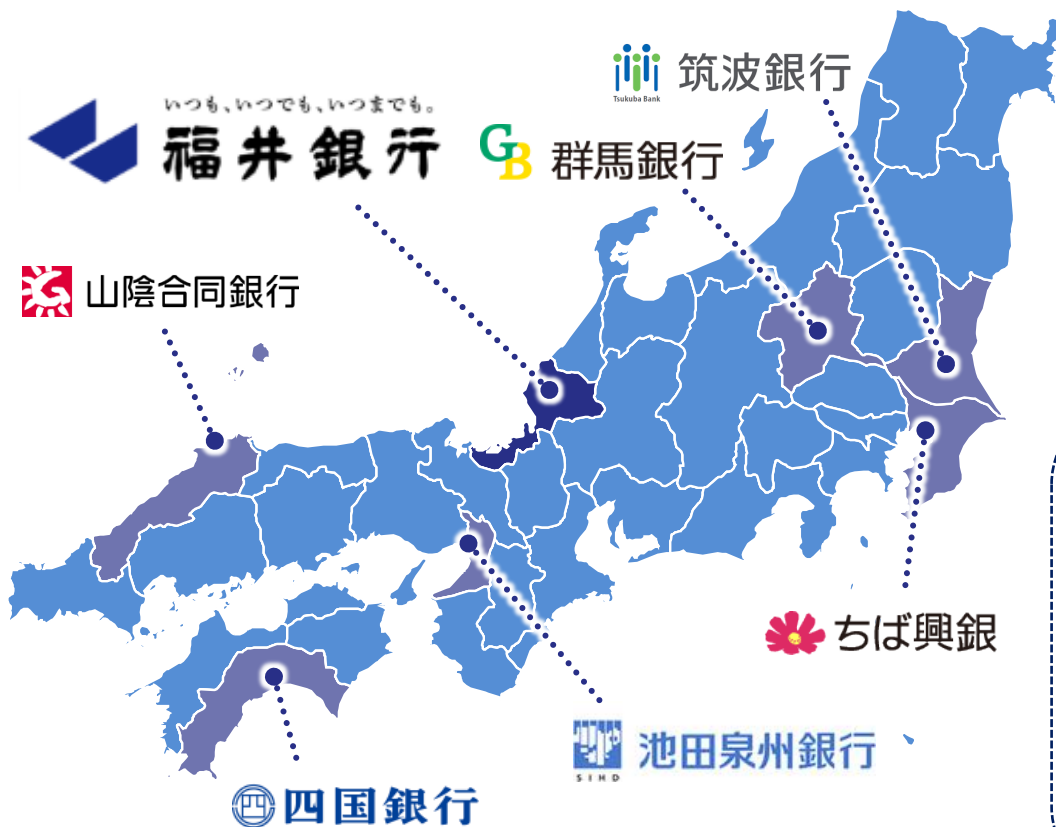 筑波銀行
Tsukuba Bank
いつも、いつでも、いつまでも。
福井銀行
GB 群馬銀行
山陰合同銀行
ちば興銀
池田泉州銀行
SIHD
四国銀行